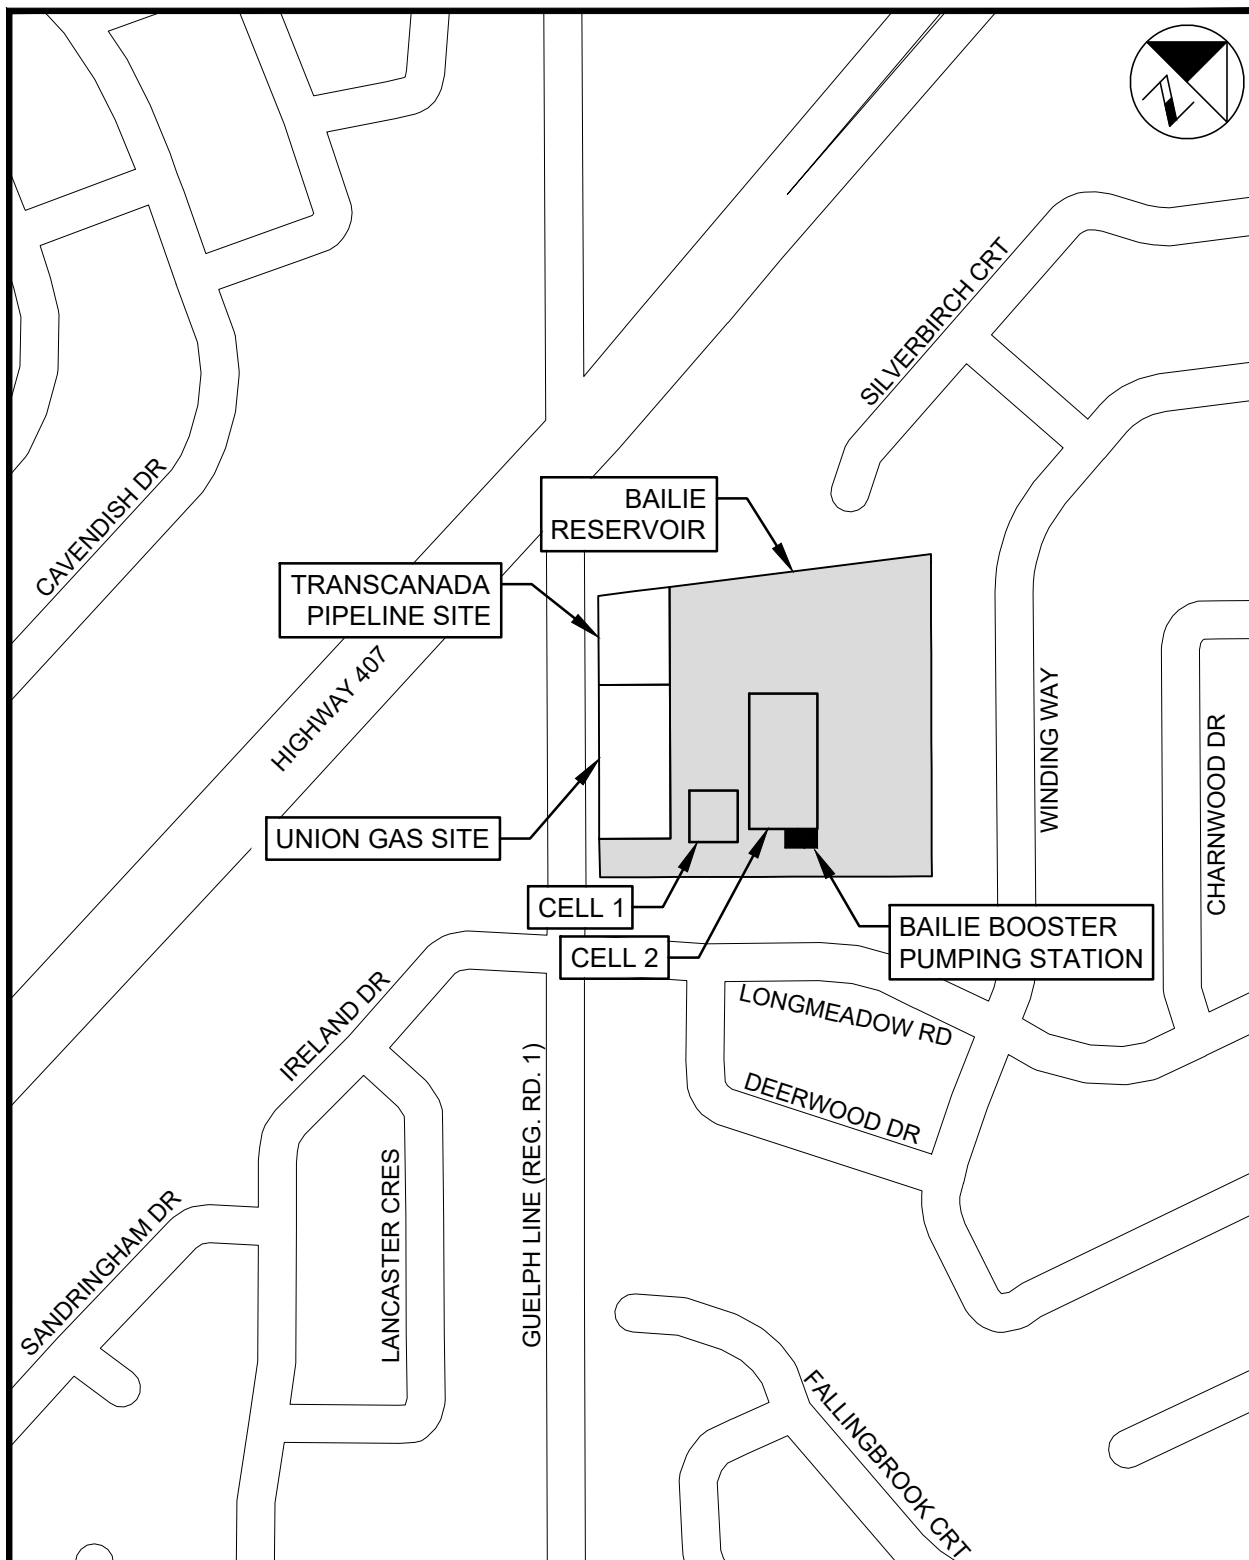 N
SILVERBIRCH CRT
CAVENDISH DR
BAILIE
RESERVOIR
TRANSCANADA
PIPELINE SITE
HIGHWAY 407
UNION GAS SITE
WINDING WAY
CHARNWOOD DR
CELL 1
CELL 2
BAILIE BOOSTER
PUMPING STATION
IRELAND DR
LONGMEADOW RD
DEERWOOD DR
GUELPH LINE (REG. RD. 1)
LANCASTER CRES
SANDRINGHAM DR
FALLINGBROOK CRT